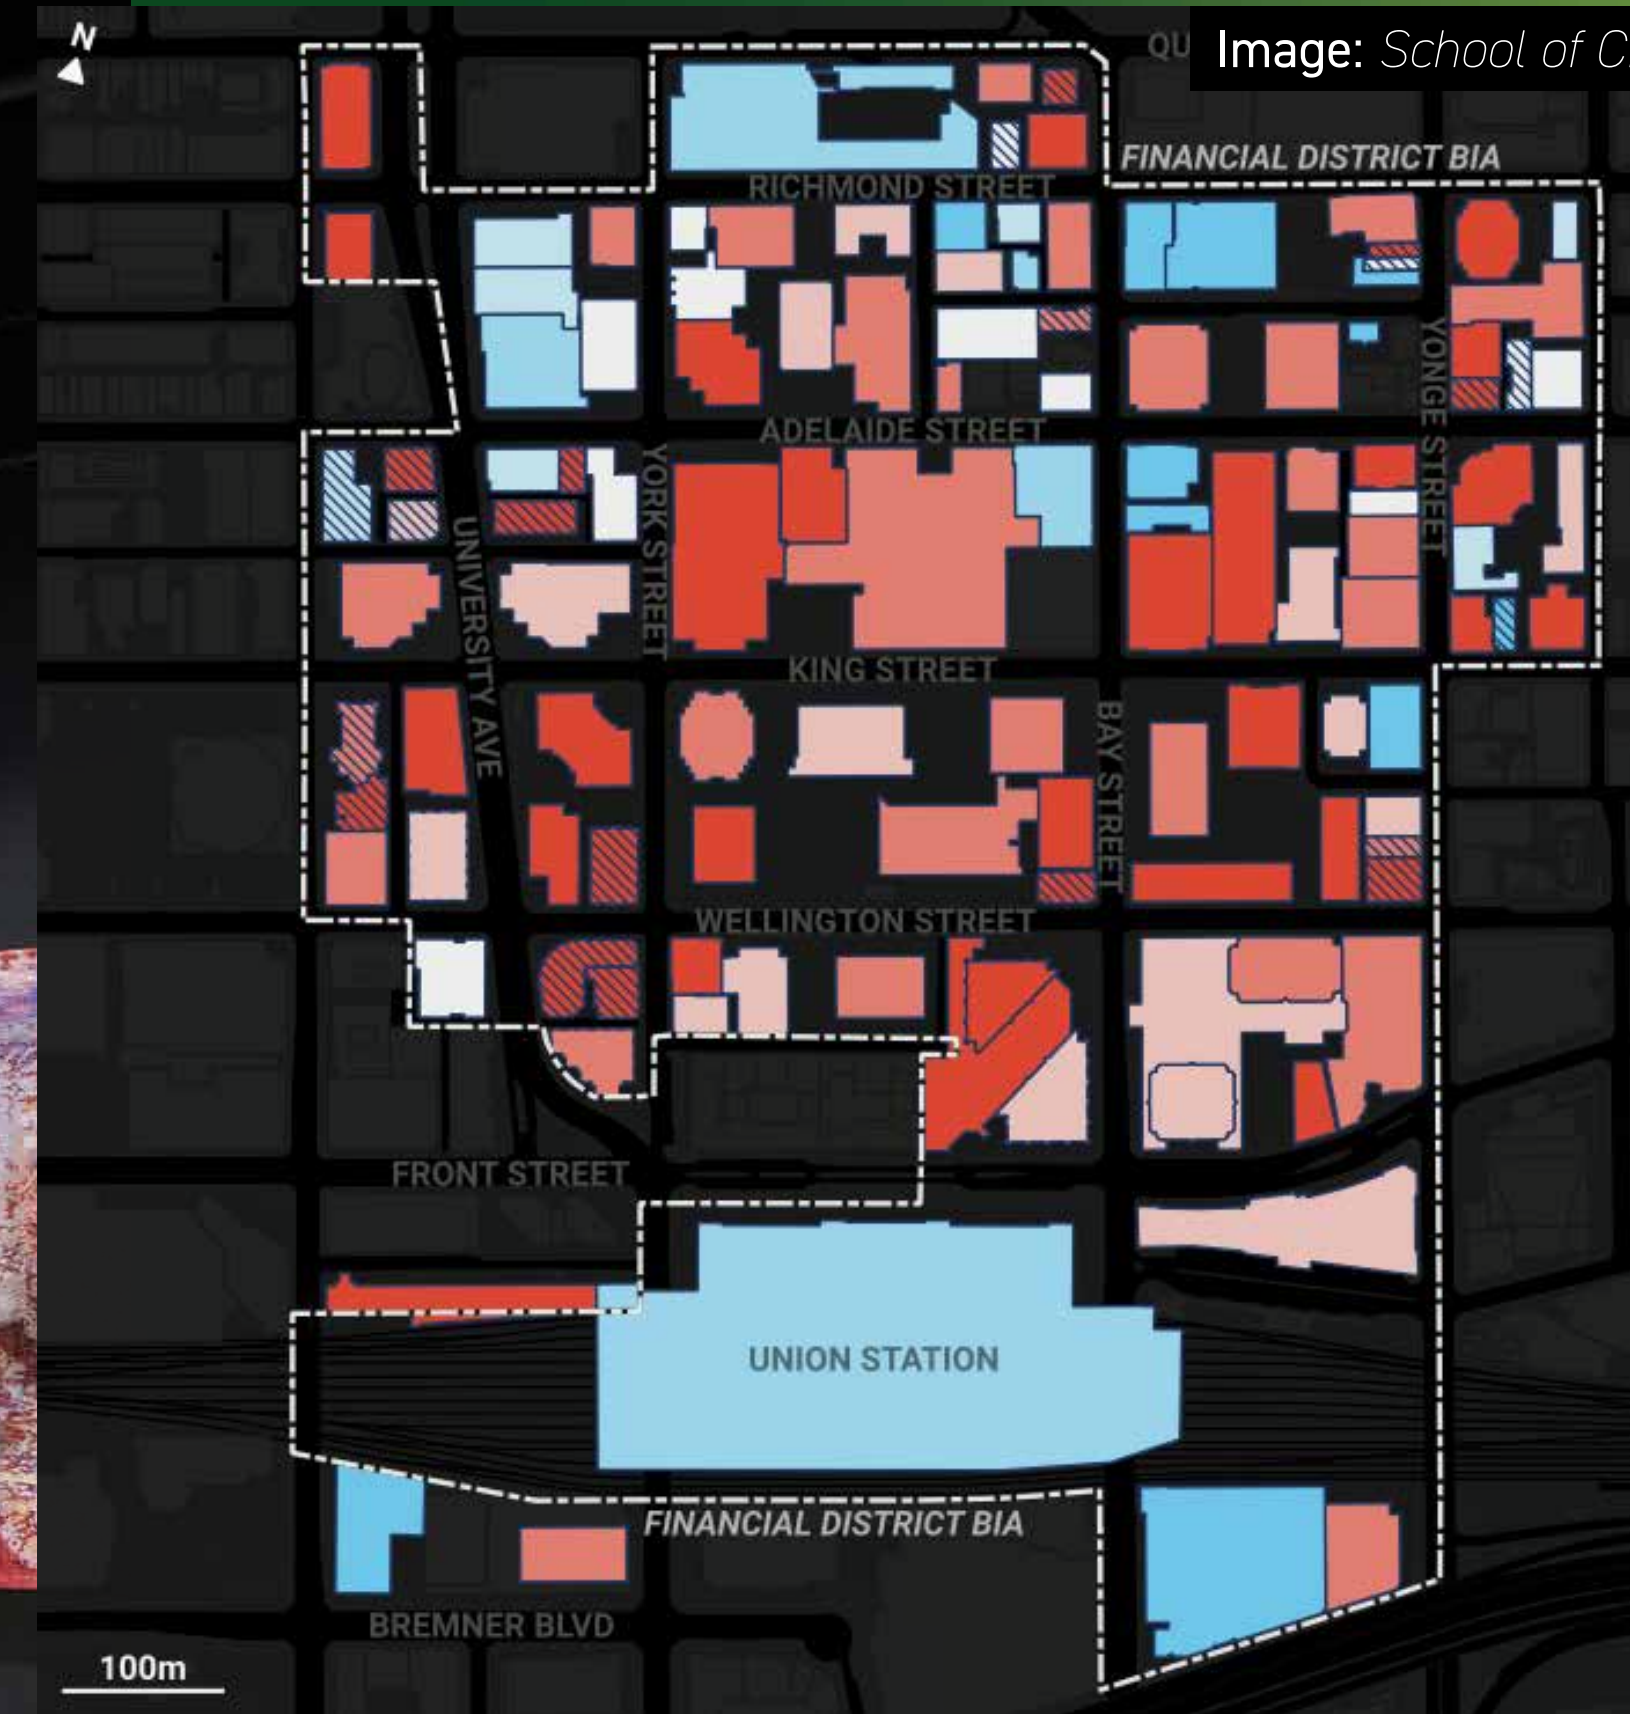 N
QU
Image: School of C
FINANCIAL DISTRICT BIA
RICHMOND STREET
YONGE STREET
ADELAIDE STREET
YORK STREET
UNIVERSITY AVE
KING STREET
BAY STREET
WELLINGTON STREET
FRONT STREET
UNION STATION
FINANCIAL DISTRICT BIA
BREMNER BLVD
100m